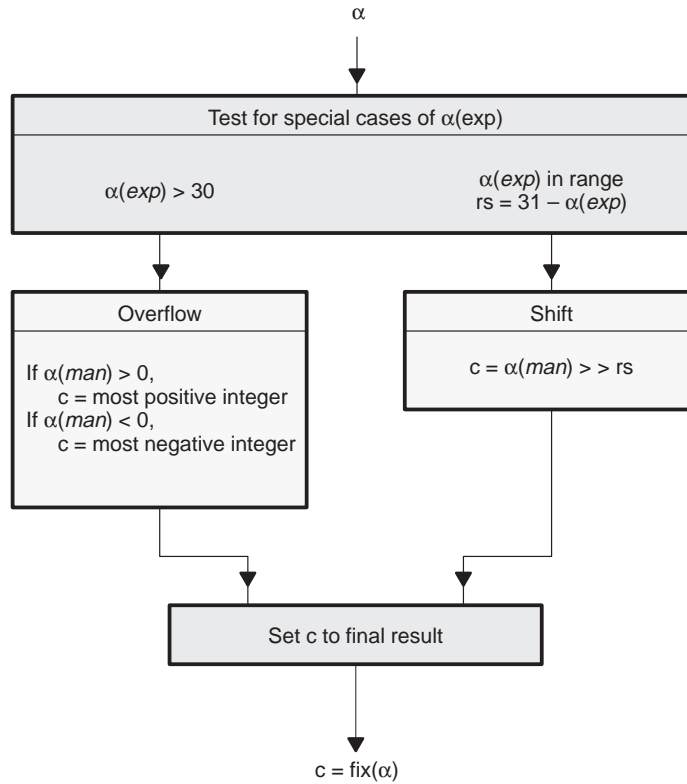 α
Test for special cases of α(exp)
α(exp) > 30
α(exp) in range
rs = 31 – α(exp)
Overflow
If α(man) > 0,
c = most positive integer
If α(man) < 0,
c = most negative integer
Shift
c = α(man) > > rs
Set c to final result
c = fix(α)